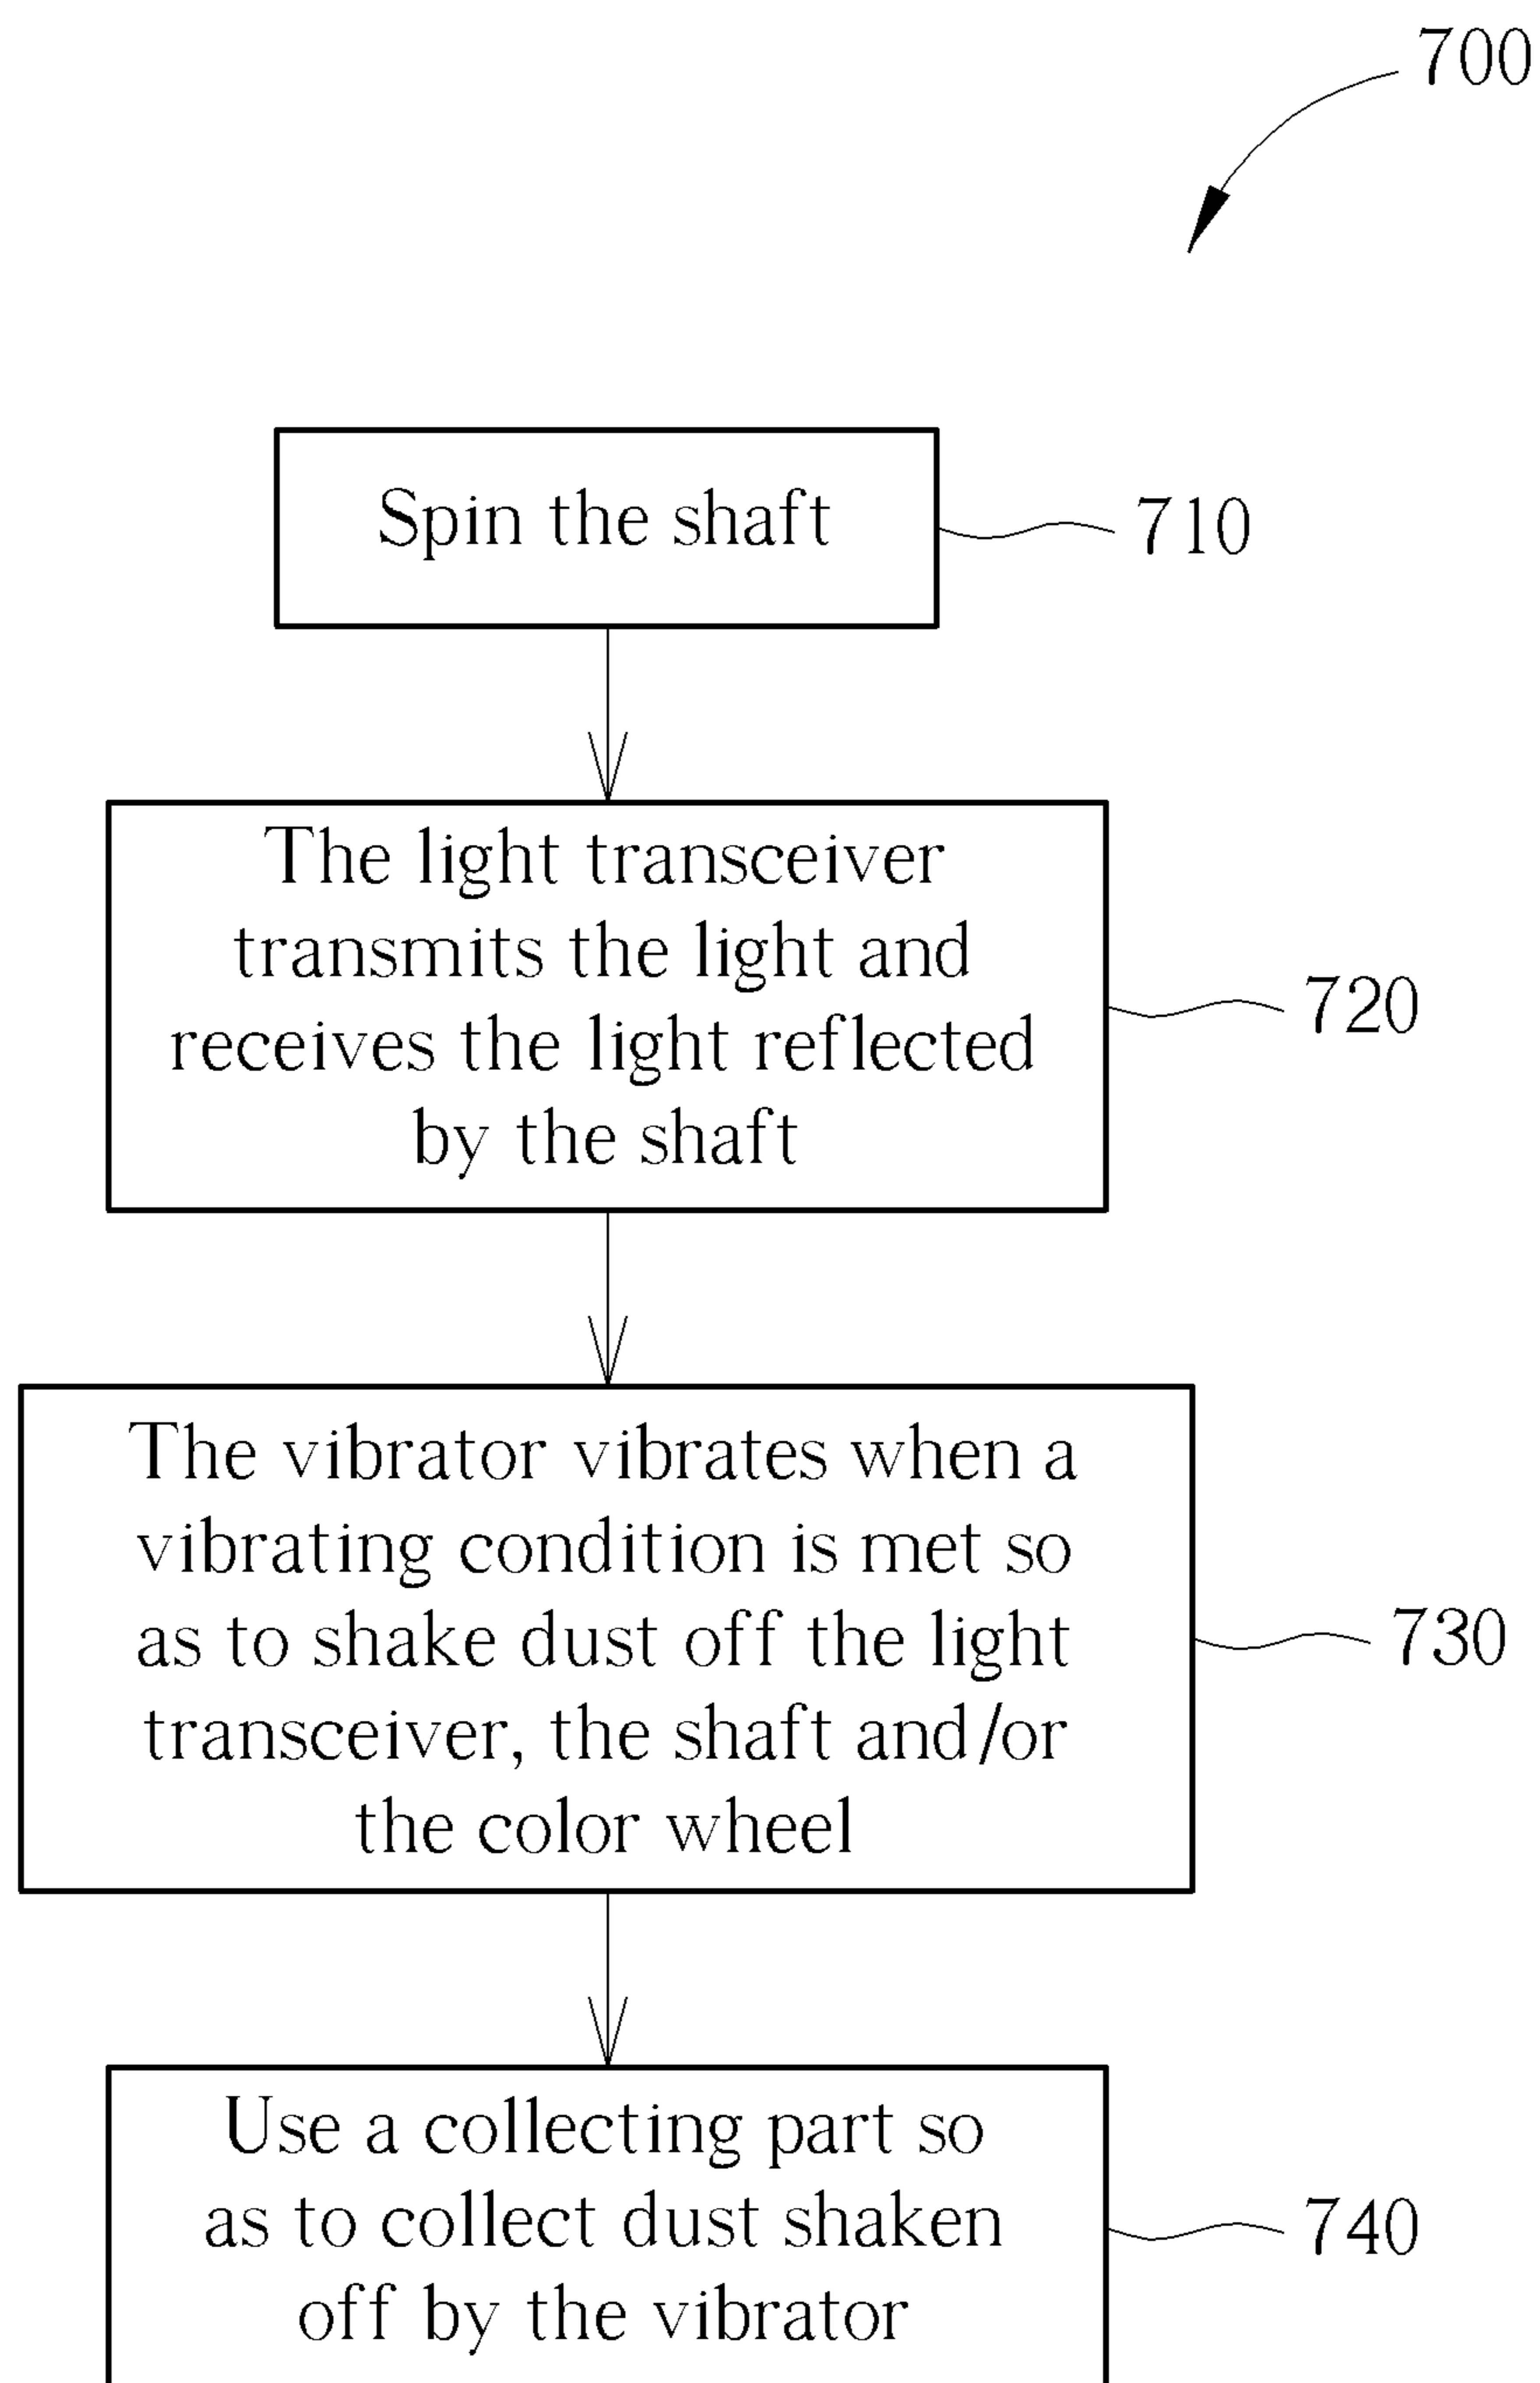 700
Spin the shaft
710
The light transceiver
transmits the light and
receives the light reflected
by the shaft
720
The vibrator vibrates when a
vibrating condition is met so
as to shake dust off the light
transceiver, the shaft and/or
the color wheel
730
Use a collecting part so
as to collect dust shaken
off by the vibrator
740